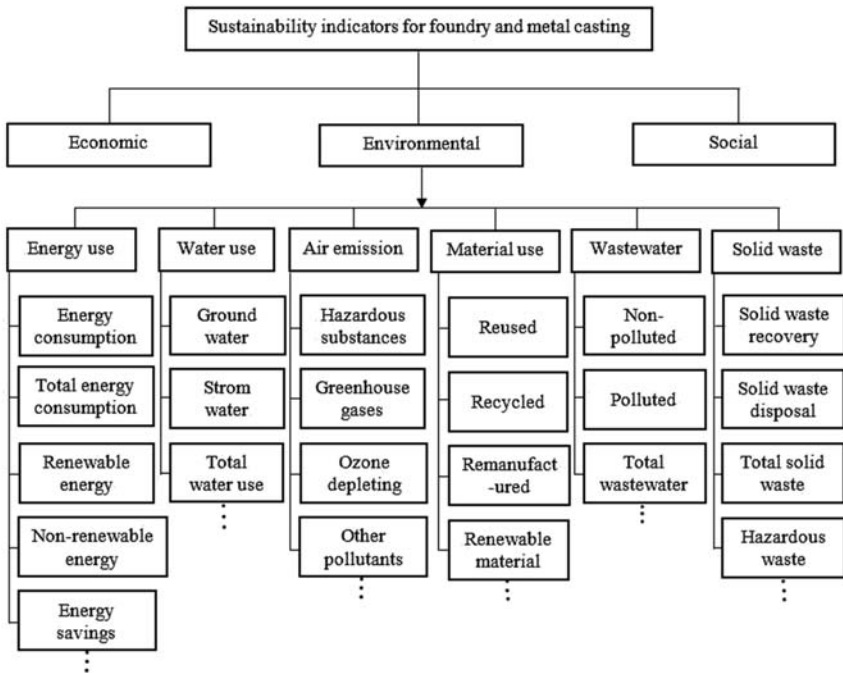 Sustainability indicators for foundry and metal casting
Economic
Environmental
Social
Energy use
Water use
Air emission
Material use
Wastewater
Solid waste
Energy
consumption
Total energy
consumption
Renewable
energy
Non-renewable
energy
Energy
savings
Ground
water
Strom
water
Total
water use
Hazardous
substances
Greenhouse
gases
Ozone
depleting
Other
pollutants
Reused
Recycled
Remanufact
-ured
Renewable
material
Non-
polluted
Polluted
Total
wastewater
Solid waste
recovery
Solid waste
disposal
Total solid
waste
Hazardous
waste